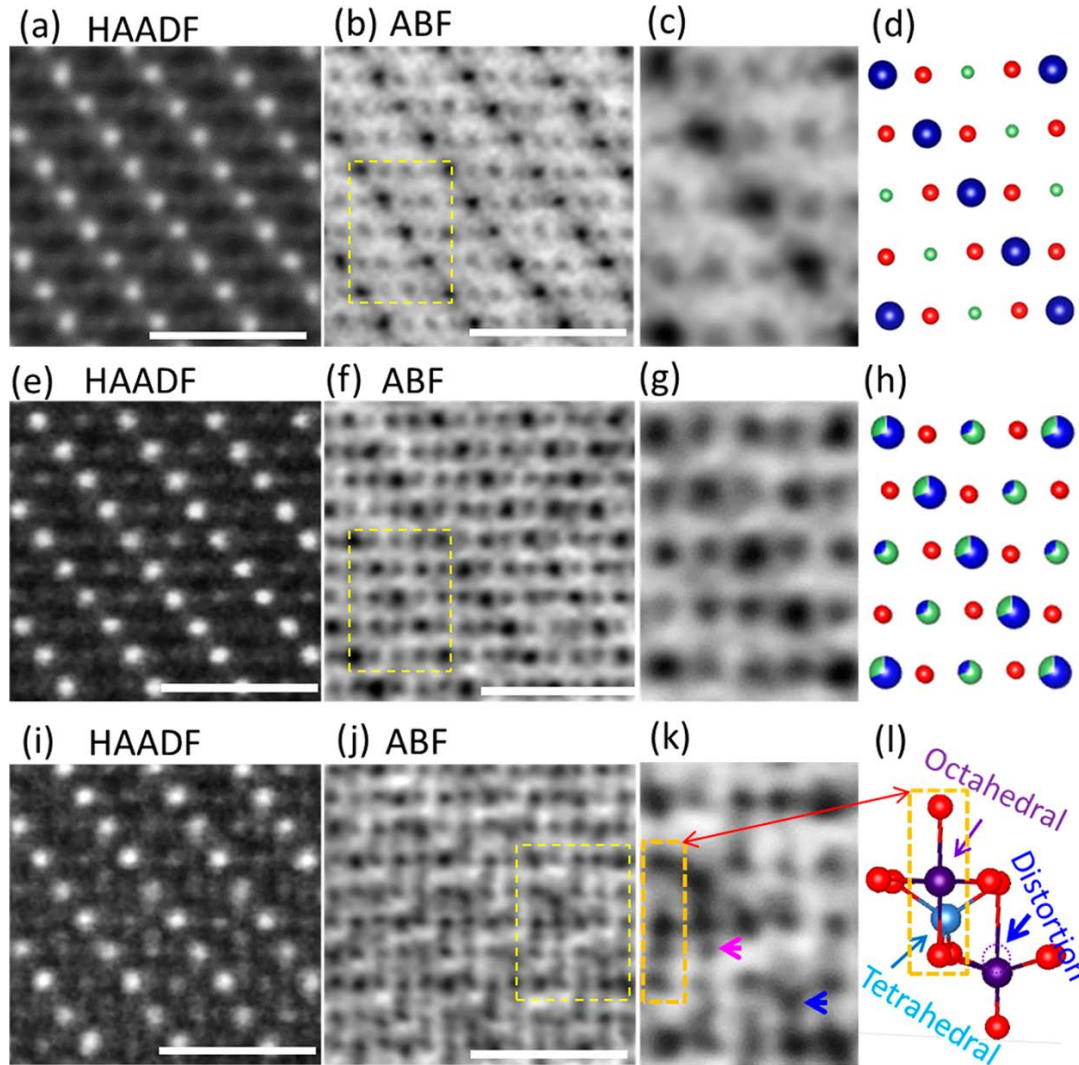 (a) HAADF
(b) ABF
(c)
(d)
(e) HAADF
(f) ABF
(g)
(h)
(i) HAADF
(j) ABF
(k)
(l)
Octahedral
Distortion
Tetrahedral